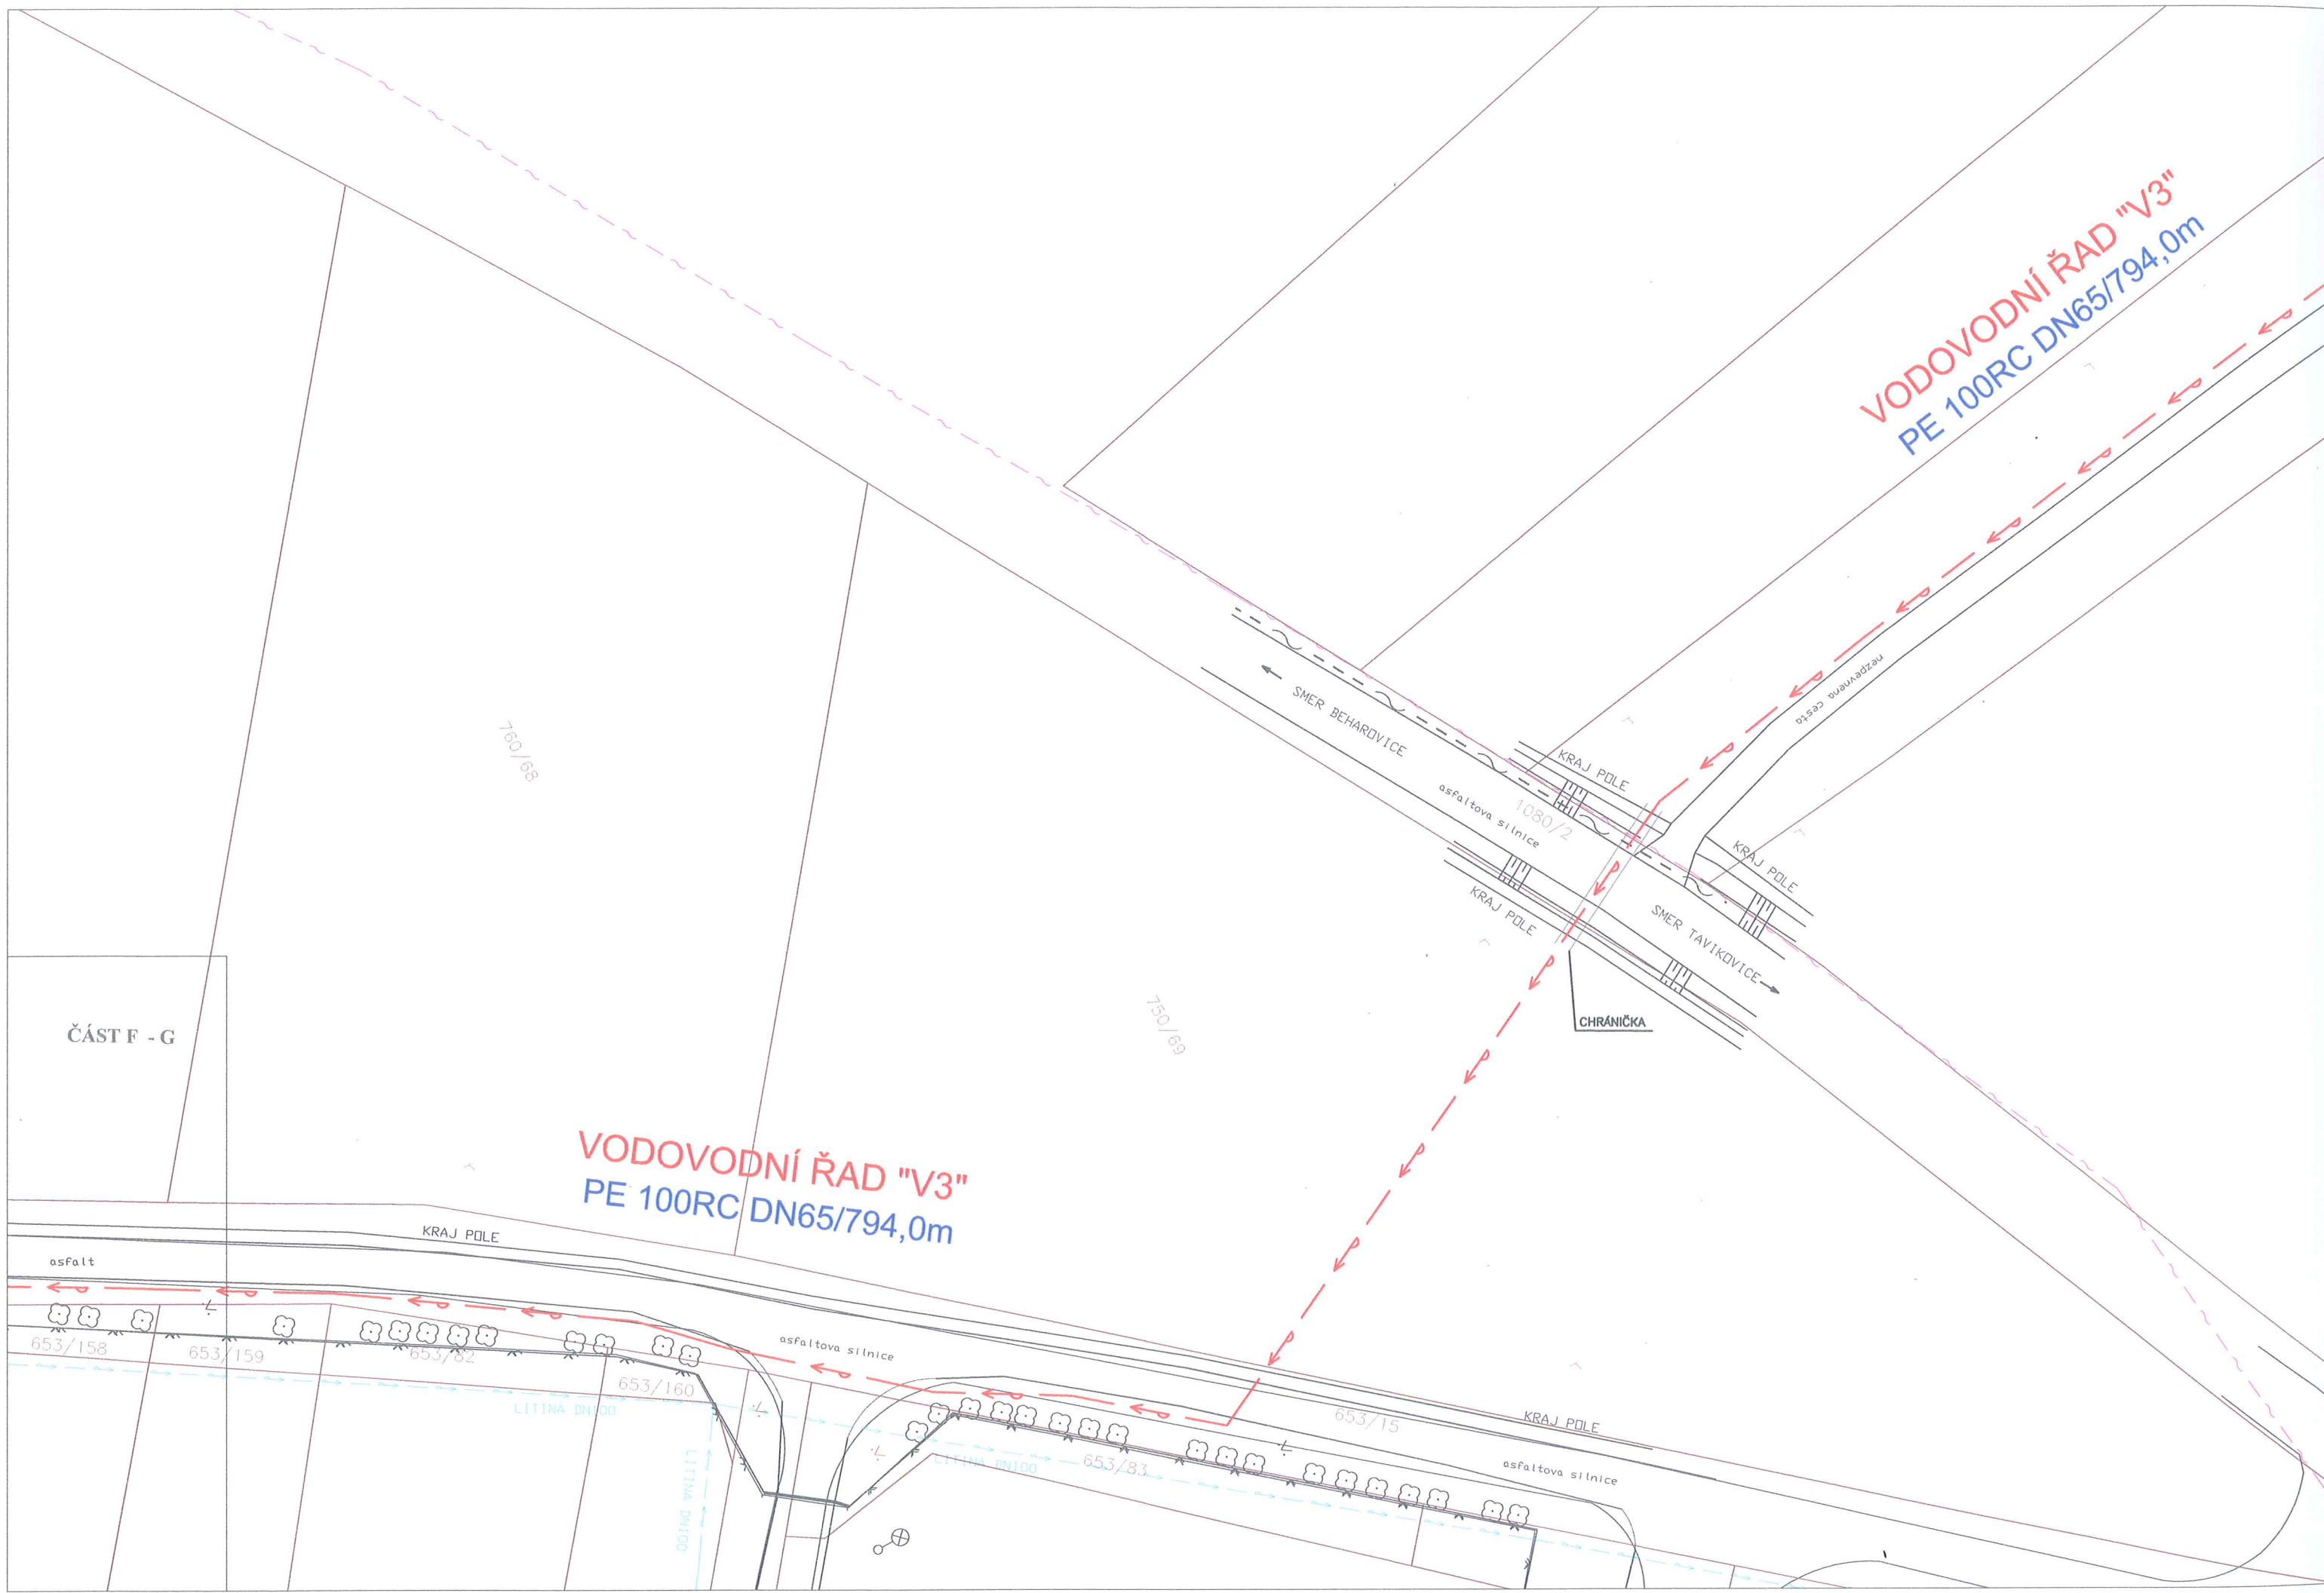 VODOVODNÍ ŘAD "V3"
PE 100RC DN65/794,0m
nezpevnena cesta
SMER BEHAROVICE
KRAJ POLE
asfaltova silnice
1080/2
KRAJ POLE
KRAJ POLE
SMER TAVIKOVICE
CHRÁNIČKA
760/68
750/69
ČÁST F - G
VODOVODNÍ ŘAD "V3"
PE 100RC DN65/794,0m
KRAJ POLE
asfalt
asfaltova silnice
653/158
653/159
653/82
653/160
LITINA DN100
LITINA DN100
LITINA DN100
653/83
653/15
KRAJ POLE
asfaltova silnice